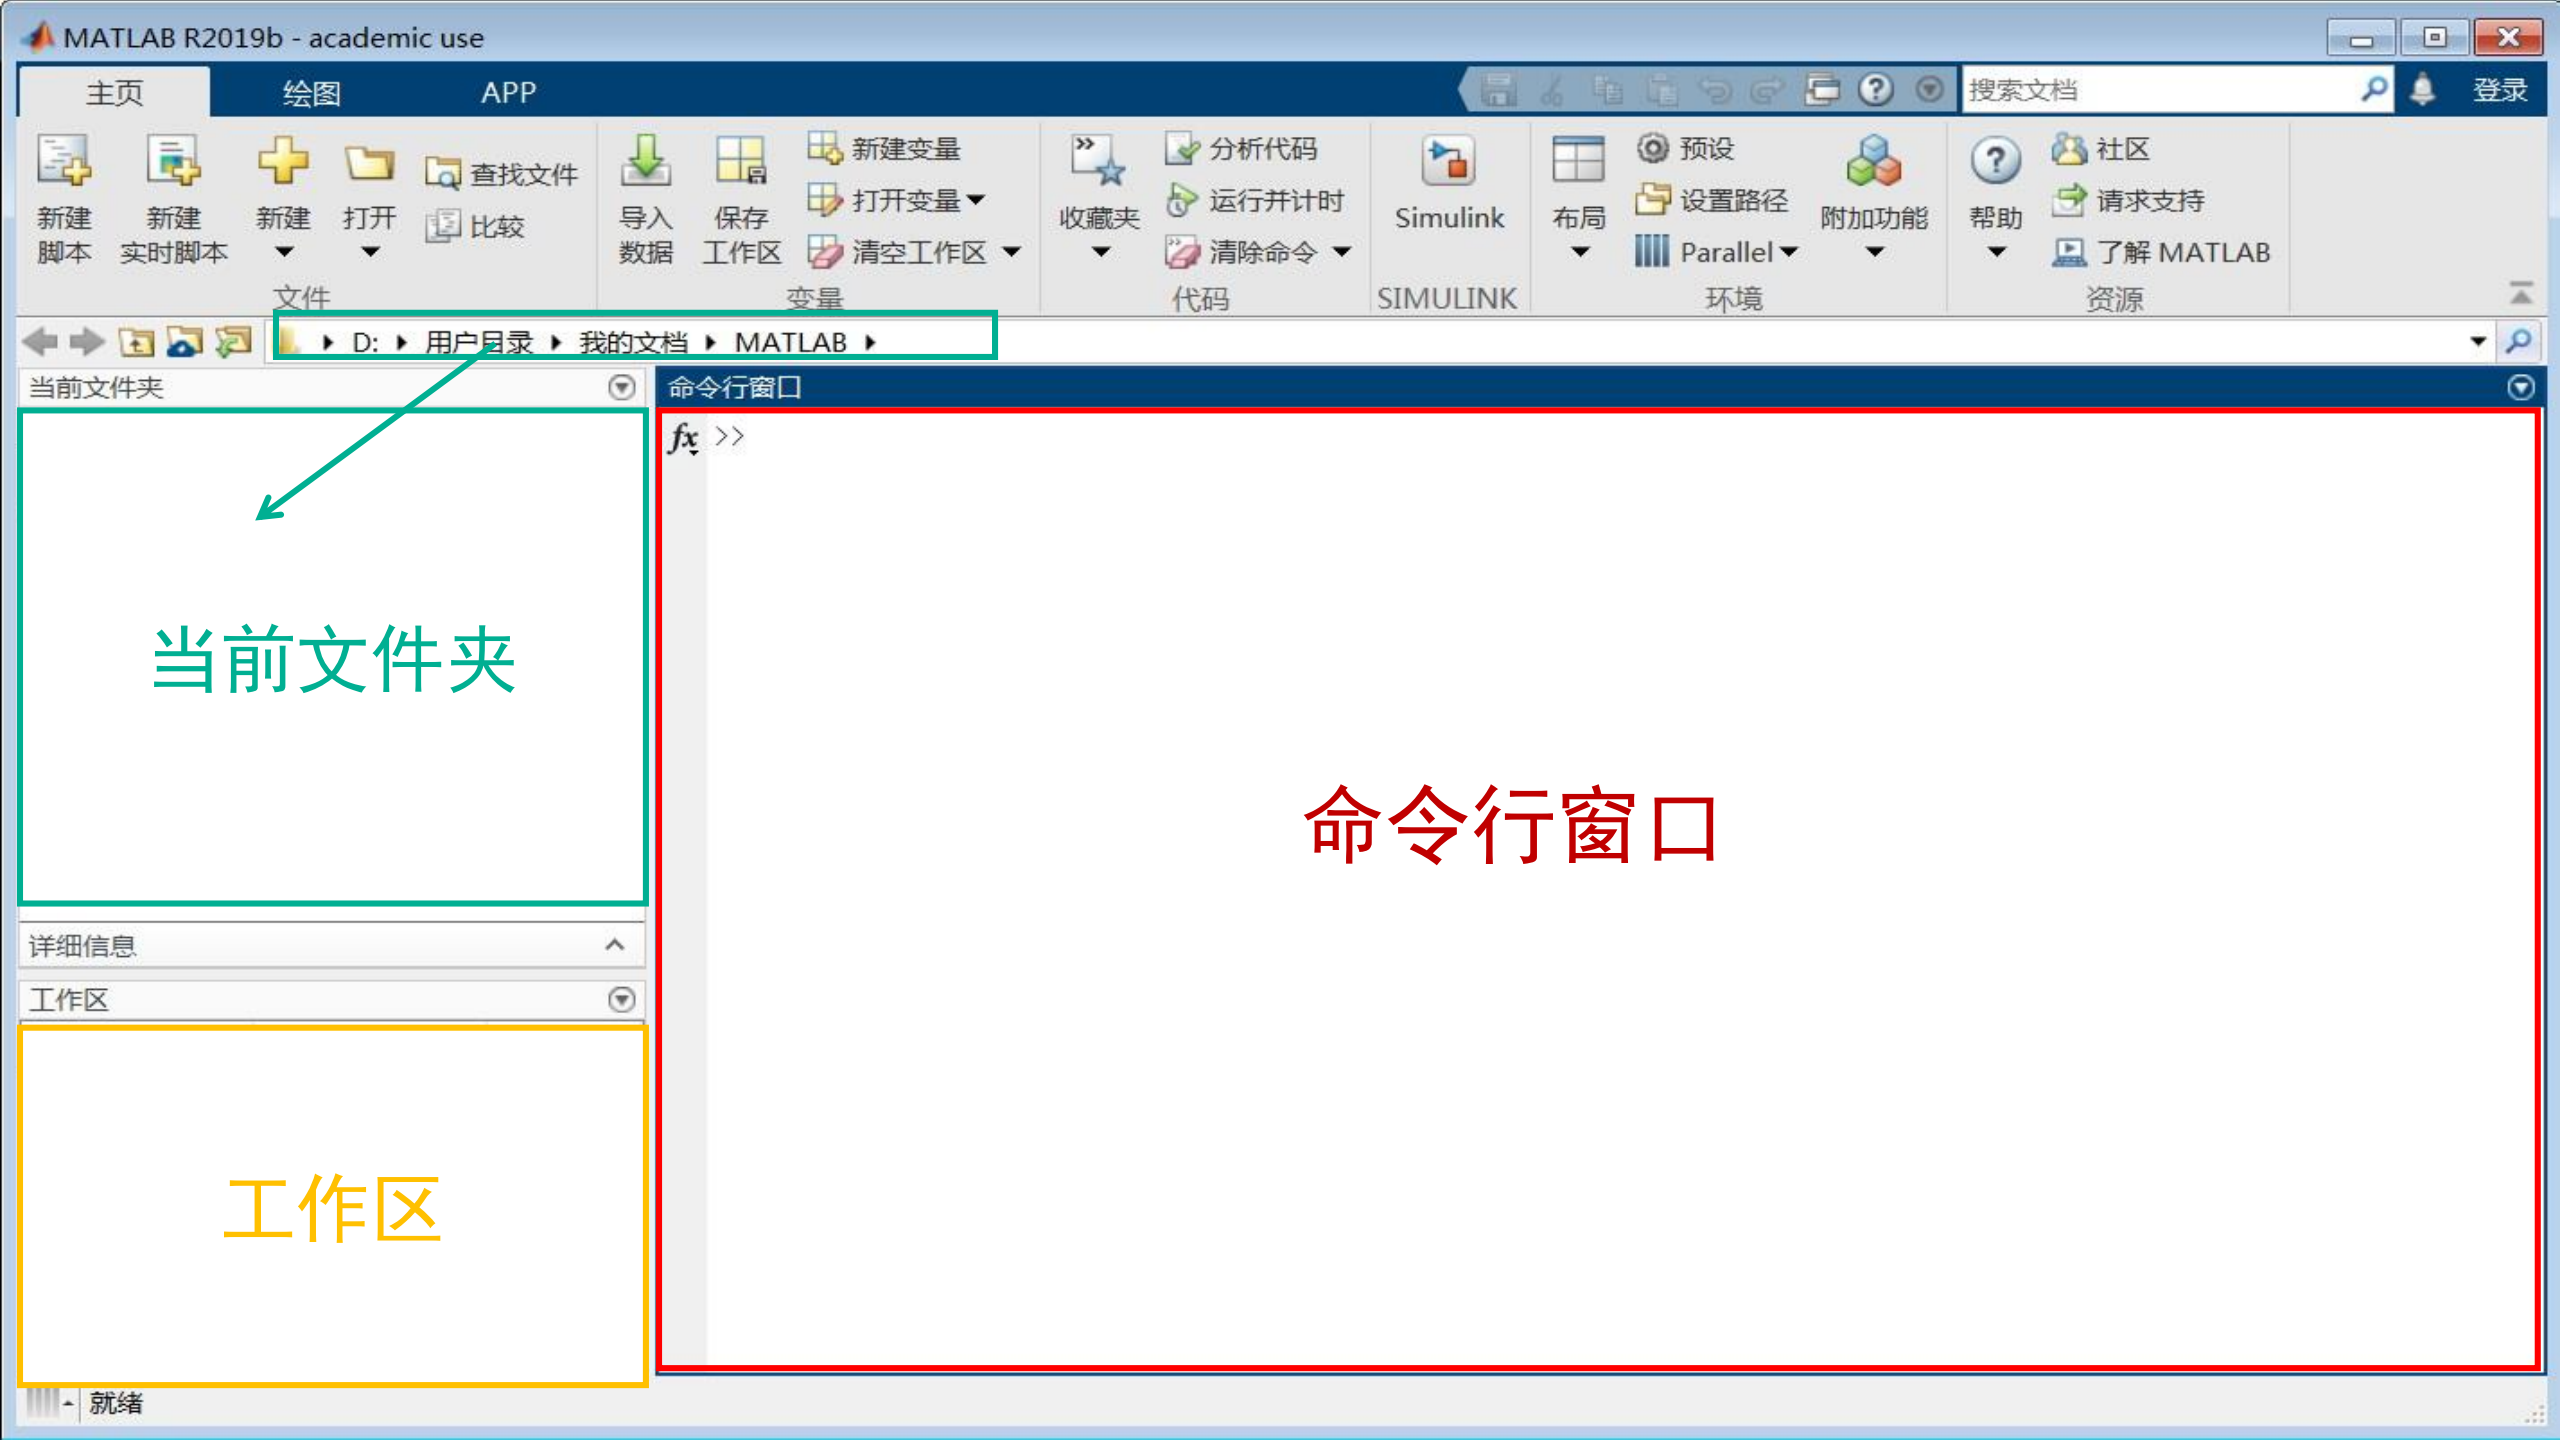 MATLAB R2019b - academic use
主页 绘图 APP 搜索文档 登录
新建脚本 新建实时脚本 新建 打开 查找文件 比较 导入数据 保存工作区 新建变量 打开变量 清空工作区 收藏夹 分析代码 运行并计时 清除命令 Simulink 布局 预设 设置路径 Parallel 附加功能 帮助 社区 请求支持 了解 MATLAB
文件 变量 代码 SIMULINK 环境 资源
D: 用户目录 我的文档 MATLAB
当前文件夹 命令行窗口
fx >>
当前文件夹
命令行窗口
详细信息
工作区
工作区
就绪